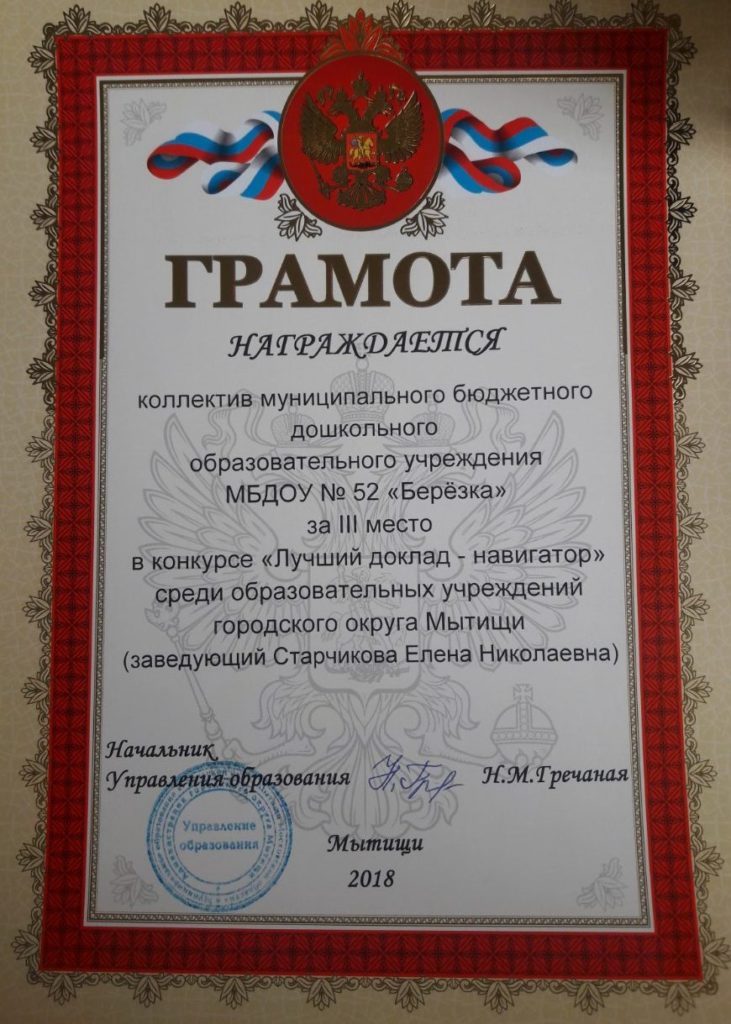 ГРАМОТА
НАГРАЖДАЕТСЯ
коллектив муниципального бюджетного
дошкольного
образовательного учреждения
МБДОУ № 52 «Берёзка»
за III место
в конкурсе «Лучший доклад - навигатор»
среди образовательных учреждений
городского округа Мытищи
(заведующий Старчикова Елена Николаевна)
Начальник
Управления образования Н.М.Гречаная
Управление
образования
Мытищи
2018